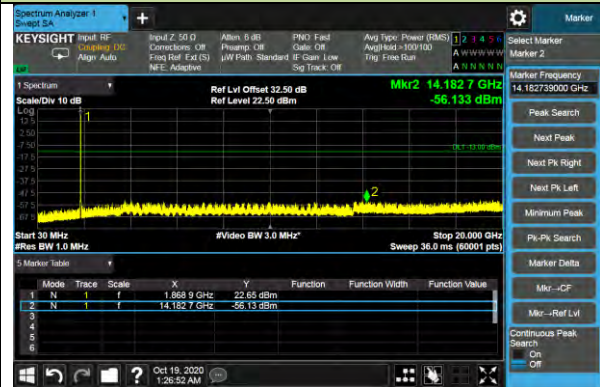 Spectrum Analyzer 1
Swept SA
+
Marker
KEYSIGHT
Input: RF
Coupling: DC
Align: Auto
Input Z: 50 Ω
Corrections: Off
Freq Ref: Ext (S)
NFE: Adaptive
Atten: 6 dB
Preamp: Off
µW Path: Standard
PNO: Fast
Gate: Off
IF Gain: Low
Sig Track: Off
Avg Type: Power (RMS)
Avg|Hold:>100/100
Trig: Free Run
1 2 3 4 5 6
A W W W W W
A N N N N N
Select Marker
Marker 2
Marker Frequency
14.182739000 GHz
Peak Search
Next Peak
Next Pk Right
Next Pk Left
Minimum Peak
Pk-Pk Search
Marker Delta
Mkr→CF
Mkr→Ref Lvl
Continuous Peak
Search
On
Off
1 Spectrum
Scale/Div 10 dB
Log
Ref Lvl Offset 32.50 dB
Ref Level 22.50 dBm
Mkr2 14.182 7 GHz
-56.133 dBm
12.5
2.50
-7.50
-17.5
-27.5
-37.5
-47.5
-57.5
-67.5
1
DL1 -13.00 dBm
2
Start 30 MHz
#Res BW 1.0 MHz
#Video BW 3.0 MHz*
Stop 20.000 GHz
Sweep 36.0 ms (60001 pts)
5 Marker Table
Mode Trace Scale X Y Function Function Width Function Value
1 N 1 f 1.868 9 GHz 22.65 dBm
2 N 1 f 14.182 7 GHz -56.13 dBm
3
4
5
6
?
Oct 19, 2020
1:26:52 AM